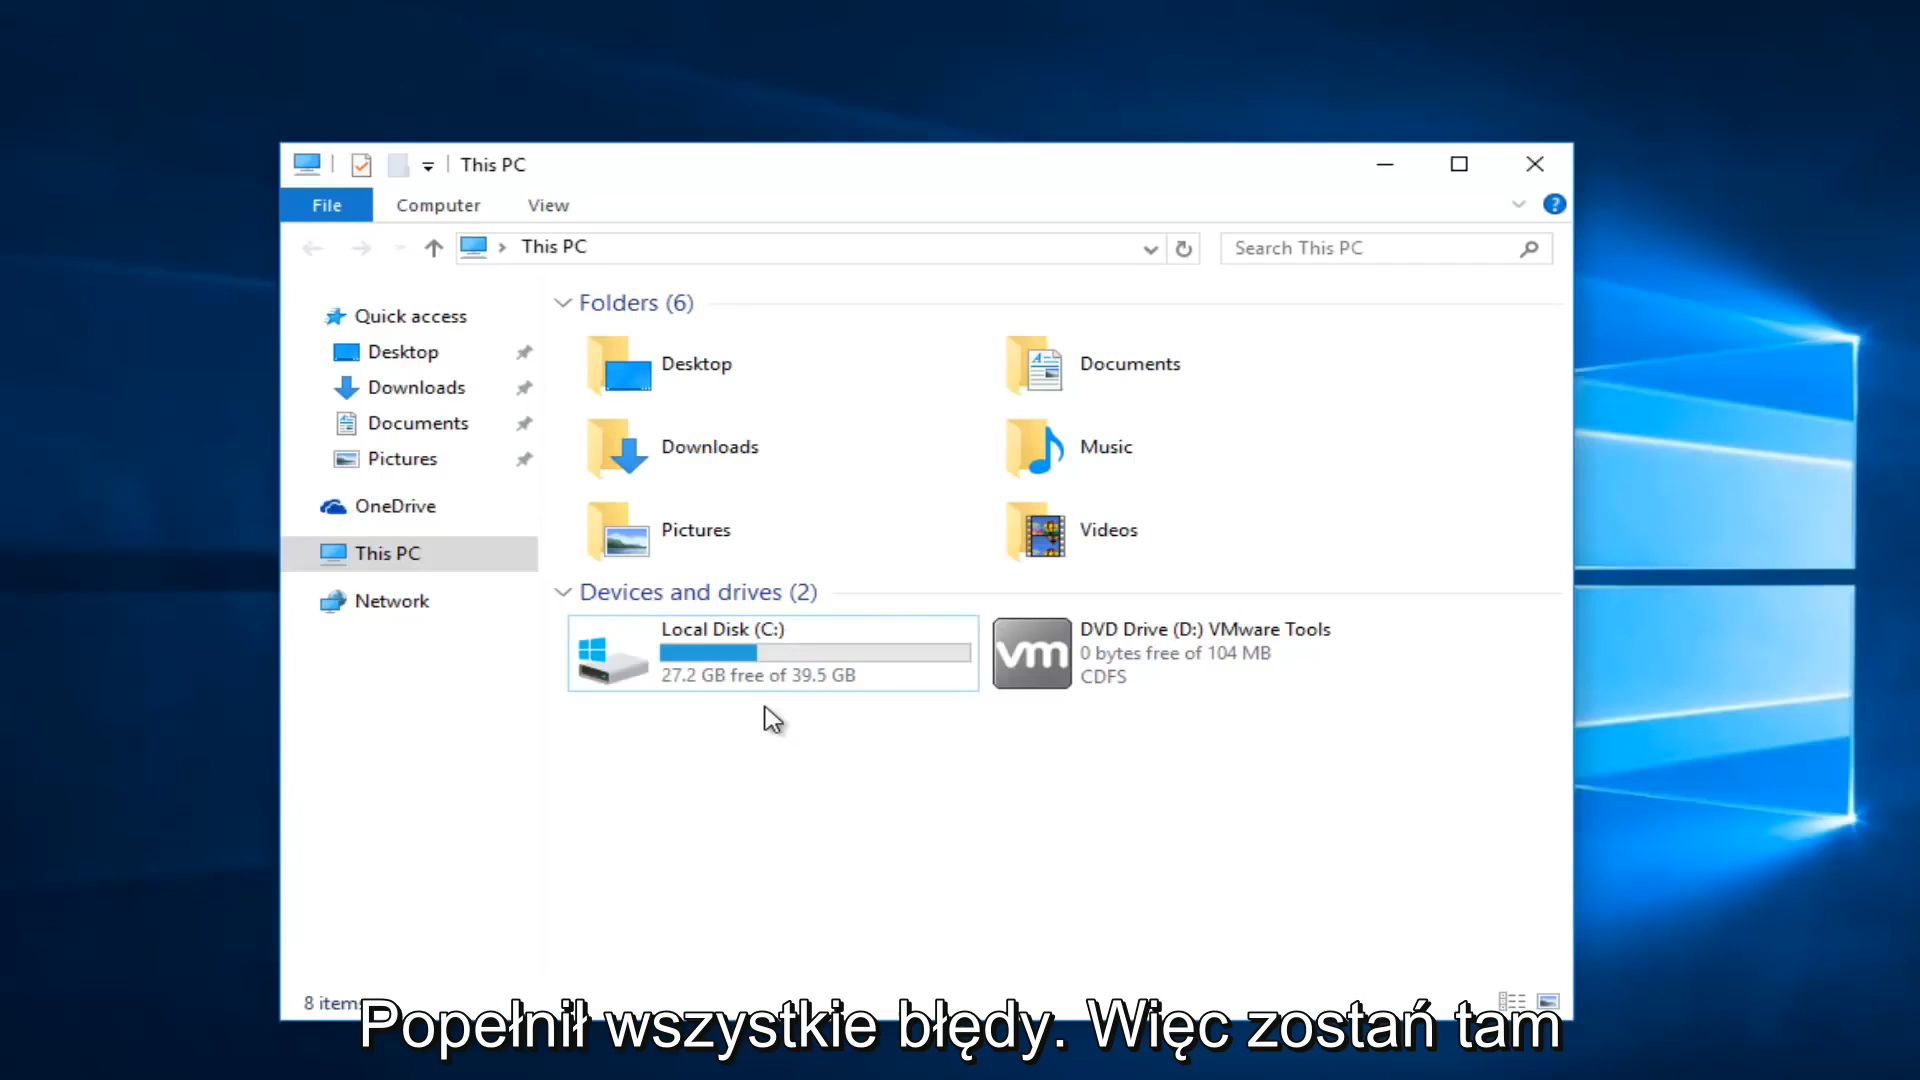 This PC
File Computer View
This PC
Search This PC
Quick access
Desktop
Downloads
Documents
Pictures
OneDrive
This PC
Network
Folders (6)
Desktop
Documents
Downloads
Music
Pictures
Videos
Devices and drives (2)
Local Disk (C:)
27.2 GB free of 39.5 GB
vm
DVD Drive (D:) VMware Tools
0 bytes free of 104 MB
CDFS
8 items
Popełnił wszystkie błędy. Więc zostań tam